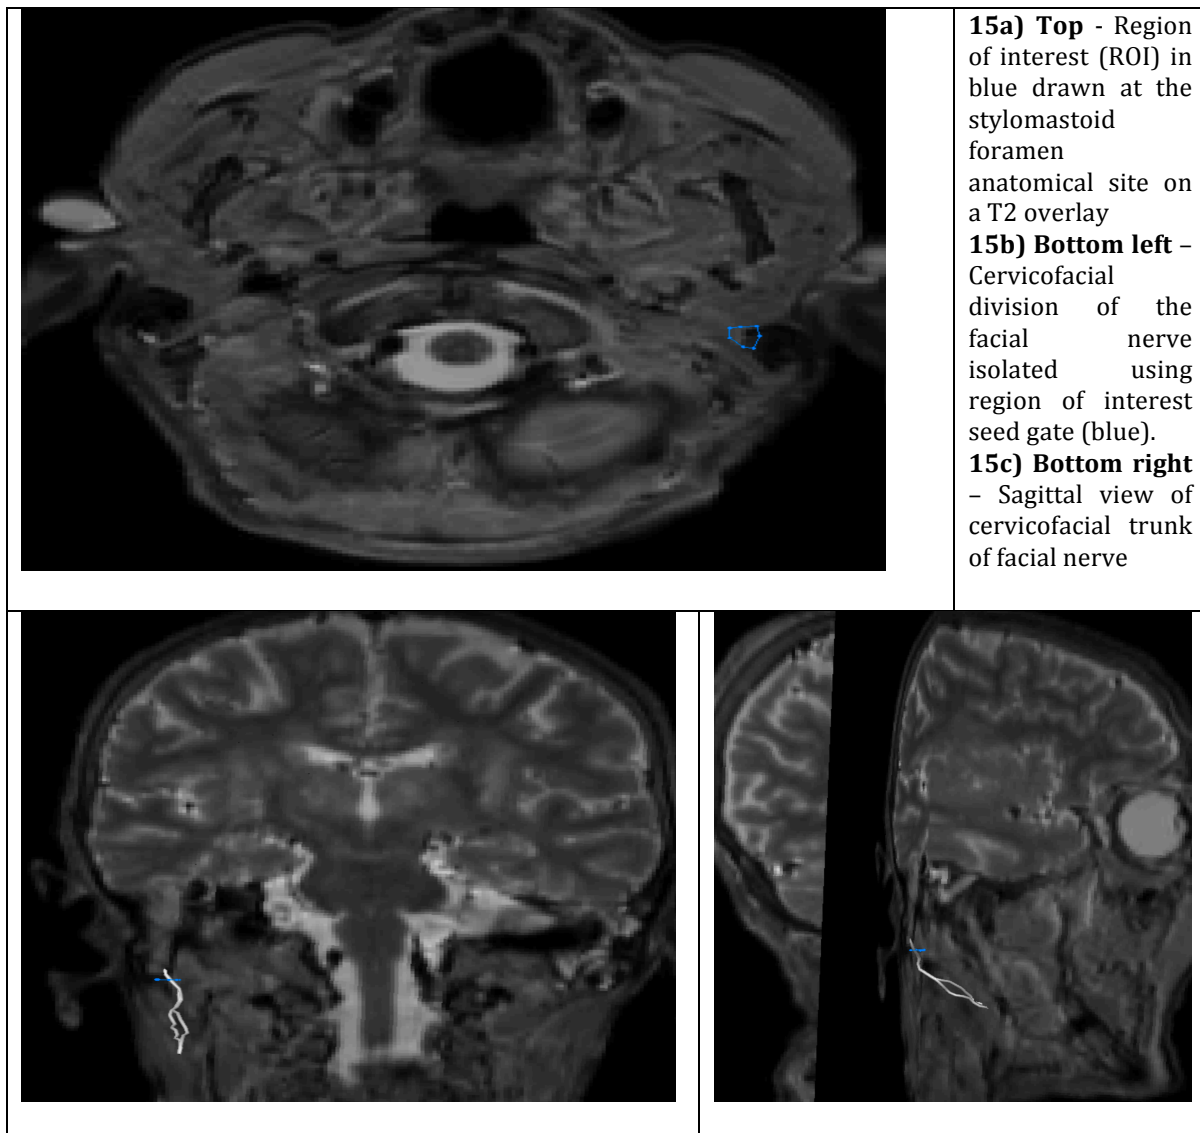 15a) Top - Region
of interest (ROI) in
blue drawn at the
stylomastoid
foramen
anatomical site on
a T2 overlay
15b) Bottom left –
Cervicofacial
division of the
facial nerve
isolated using
region of interest
seed gate (blue).
15c) Bottom right
– Sagittal view of
cervicofacial trunk
of facial nerve